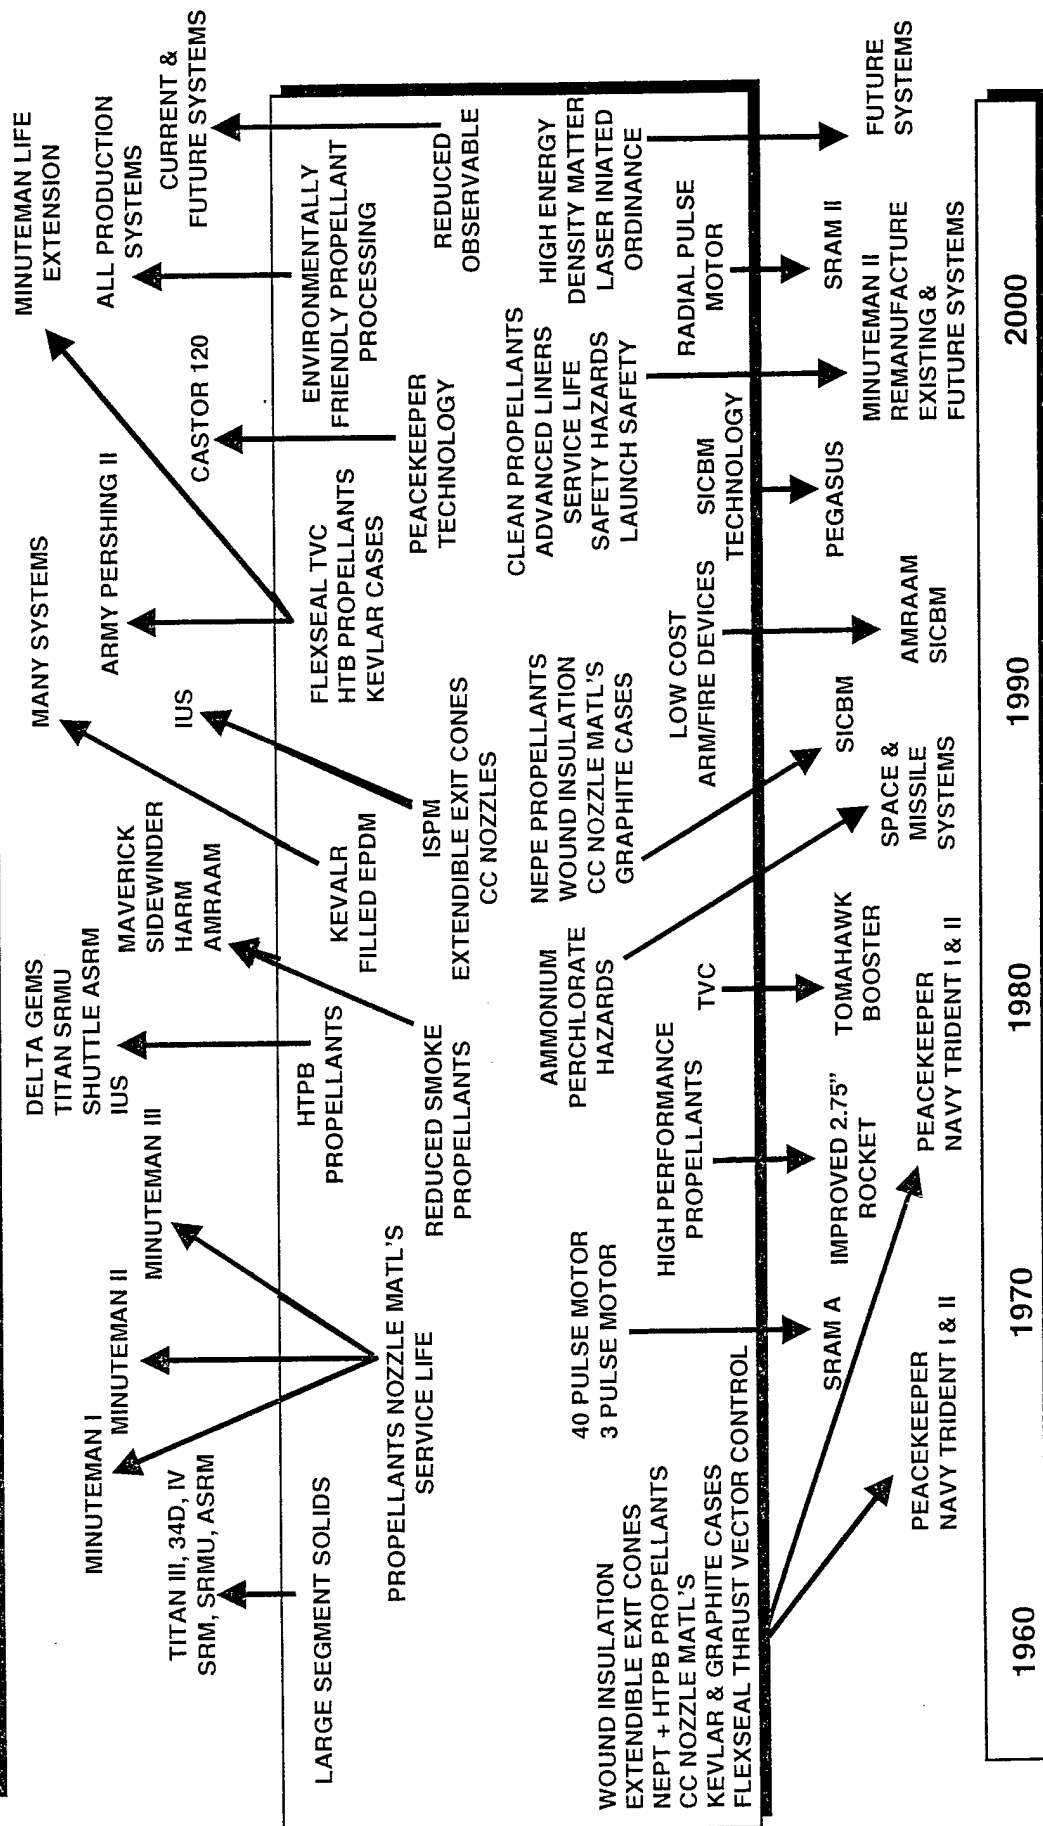 MINUTEMAN I
MINUTEMAN II
MINUTEMAN III
TITAN III, 34D, IV
SRM, SRMU, ASRM
DELTA GEMS
TITAN SRMU
SHUTTLE ASRM
IUS
MAVERICK
SIDEWINDER
HARM
AMRAAM
MANY SYSTEMS
IUS
ARMY PERSHING II
MINUTEMAN LIFE
EXTENSION
CASTOR 120
ALL PRODUCTION
SYSTEMS
CURRENT &
FUTURE SYSTEMS
LARGE SEGMENT SOLIDS
PROPELLANTS NOZZLE MATL'S
SERVICE LIFE
HTPB
PROPELLANTS
REDUCED SMOKE
PROPELLANTS
KEVALR
FILLED EPDM
ISPM
EXTENDIBLE EXIT CONES
CC NOZZLES
FLEXSEAL TVC
HTB PROPELLANTS
KEVLAR CASES
PEACEKEEPER
TECHNOLOGY
ENVIRONMENTALLY
FRIENDLY PROPELLANT
PROCESSING
REDUCED
OBSERVABLE
WOUND INSULATION
EXTENDIBLE EXIT CONES
NEPT + HTPB PROPELLANTS
CC NOZZLE MATL'S
KEVLAR & GRAPHITE CASES
FLEXSEAL THRUST VECTOR CONTROL
40 PULSE MOTOR
3 PULSE MOTOR
HIGH PERFORMANCE
PROPELLANTS
AMMONIUM
PERCHLORATE
HAZARDS
TVC
NEPE PROPELLANTS
WOUND INSULATION
CC NOZZLE MATL'S
GRAPHITE CASES
LOW COST
ARM/FIRE DEVICES
CLEAN PROPELLANTS
ADVANCED LINERS
SERVICE LIFE
SAFETY HAZARDS
LAUNCH SAFETY
SICBM
TECHNOLOGY
RADIAL PULSE
MOTOR
HIGH ENERGY
DENSITY MATTER
LASER INIATED
ORDINANCE
PEACEKEEPER
NAVY TRIDENT I & II
SRAM A
IMPROVED 2.75"
ROCKET
PEACEKEEPER
NAVY TRIDENT I & II
TOMAHAWK
BOOSTER
SPACE &
MISSILE
SYSTEMS
SICBM
AMRAAM
SICBM
PEGASUS
MINUTEMAN II
REMANUFACTURE
EXISTING &
FUTURE SYSTEMS
SRAM II
FUTURE
SYSTEMS
1960
1970
1980
1990
2000